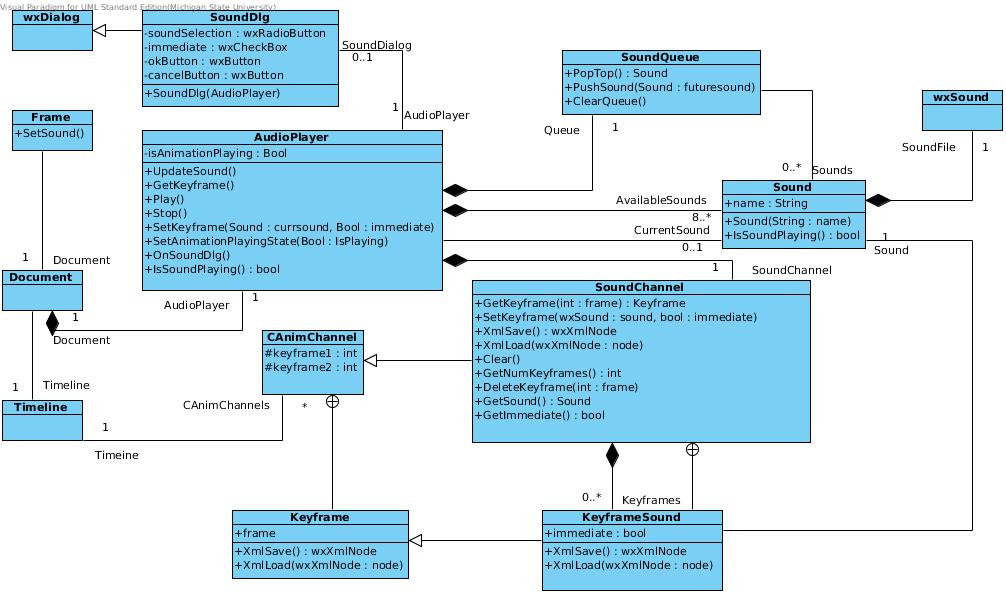 Visual Paradigm for UML Standard Edition(Michigan State University)
wxDialog
SoundDlg
-soundSelection : wxRadioButton
-immediate : wxCheckBox
-okButton : wxButton
-cancelButton : wxButton
+SoundDlg(AudioPlayer)
SoundDialog
0..1
1
AudioPlayer
SoundQueue
+PopTop() : Sound
+PushSound(Sound : futuresound)
+ClearQueue()
Queue
1
wxSound
SoundFile
1
0..*
Sounds
Frame
+SetSound()
AudioPlayer
-isAnimationPlaying : Bool
+UpdateSound()
+GetKeyframe()
+Play()
+Stop()
+SetKeyframe(Sound : currsound, Bool : immediate)
+SetAnimationPlayingState(Bool : IsPlaying)
+OnSoundDlg()
+IsSoundPlaying() : bool
AvailableSounds
8..*
CurrentSound
0..1
Sound
+name : String
+Sound(String : name)
+IsSoundPlaying() : bool
1
Sound
1
SoundChannel
1
Document
Document
1
Document
AudioPlayer
1
SoundChannel
+GetKeyframe(int : frame) : Keyframe
+SetKeyframe(wxSound : sound, bool : immediate)
+XmlSave() : wxXmlNode
+XmlLoad(wxXmlNode : node)
+Clear()
+GetNumKeyframes() : int
+DeleteKeyframe(int : frame)
+GetSound() : Sound
+GetImmediate() : bool
CAnimChannel
#keyframe1 : int
#keyframe2 : int
1
Timeline
Timeline
CAnimChannels
*
1
Timeine
0..*
Keyframes
Keyframe
+frame
+XmlSave() : wxXmlNode
+XmlLoad(wxXmlNode : node)
KeyframeSound
+immediate : bool
+XmlSave() : wxXmlNode
+XmlLoad(wxXmlNode : node)